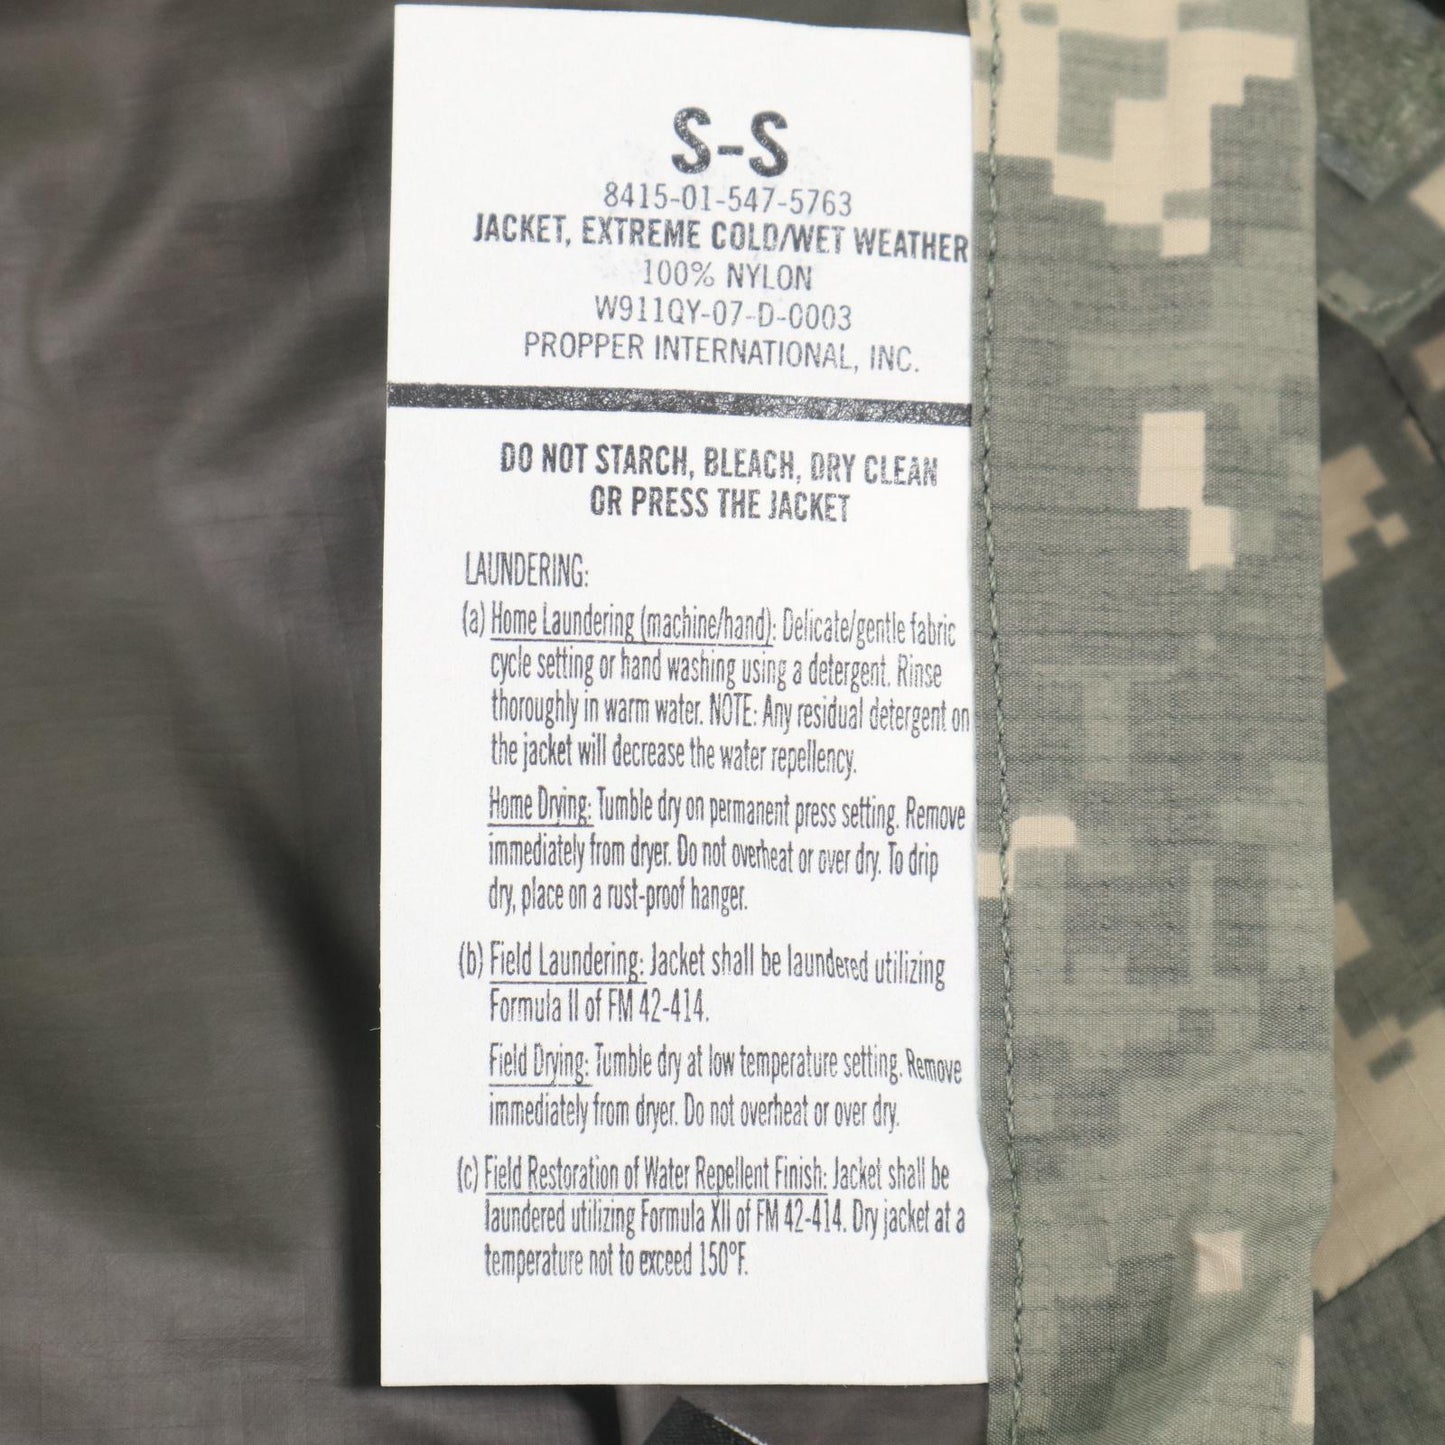 S-S
8415-01-547-5763
JACKET, EXTREME COLD/WET WEATHER
100% NYLON
W911QY-07-D-0003
PROPPER INTERNATIONAL, INC.
DO NOT STARCH, BLEACH, DRY CLEAN
OR PRESS THE JACKET
LAUNDERING:
(a) Home Laundering (machine/hand): Delicate/gentle fabric
cycle setting or hand washing using a detergent. Rinse
thoroughly in warm water. NOTE: Any residual detergent on
the jacket will decrease the water repellency.
Home Drying: Tumble dry on permanent press setting. Remove
immediately from dryer. Do not overheat or over dry. To drip
dry, place on a rust-proof hanger.
(b) Field Laundering: Jacket shall be laundered utilizing
Formula II of FM 42-414.
Field Drying: Tumble dry at low temperature setting. Remove
immediately from dryer. Do not overheat or over dry.
(c) Field Restoration of Water Repellent Finish: Jacket shall be
laundered utilizing Formula XII of FM 42-414. Dry jacket at a
temperature not to exceed 150°F.